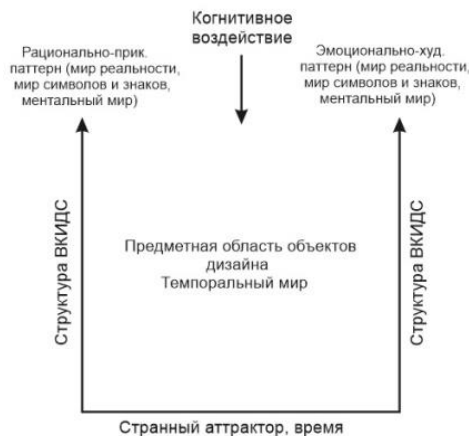 Когнитивное
воздействие
Рационально-прик.
паттерн (мир реальности,
мир символов и знаков,
ментальный мир)
Эмоционально-худ.
паттерн (мир реальности,
мир символов и знаков,
ментальный мир)
Структура ВКИДС
Предметная область объектов
дизайна
Темпоральный мир
Структура ВКИДС
Странный аттрактор, время